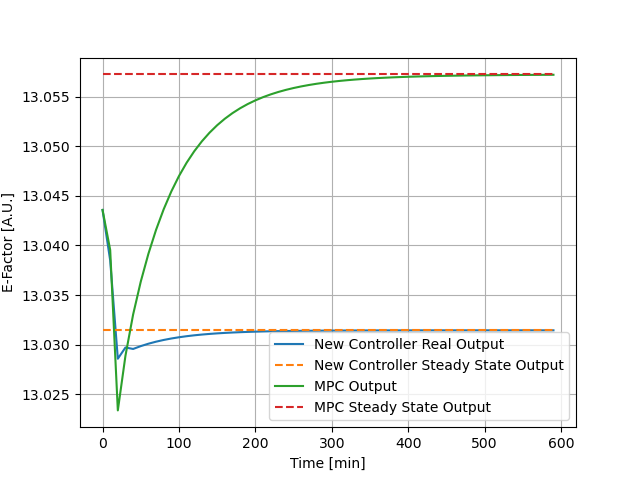 13.055
13.050
13.045
13.040
13.035
13.030
13.025
E-Factor [A.U.]
New Controller Real Output
New Controller Steady State Output
MPC Output
MPC Steady State Output
0 100 200 300 400 500 600
Time [min]